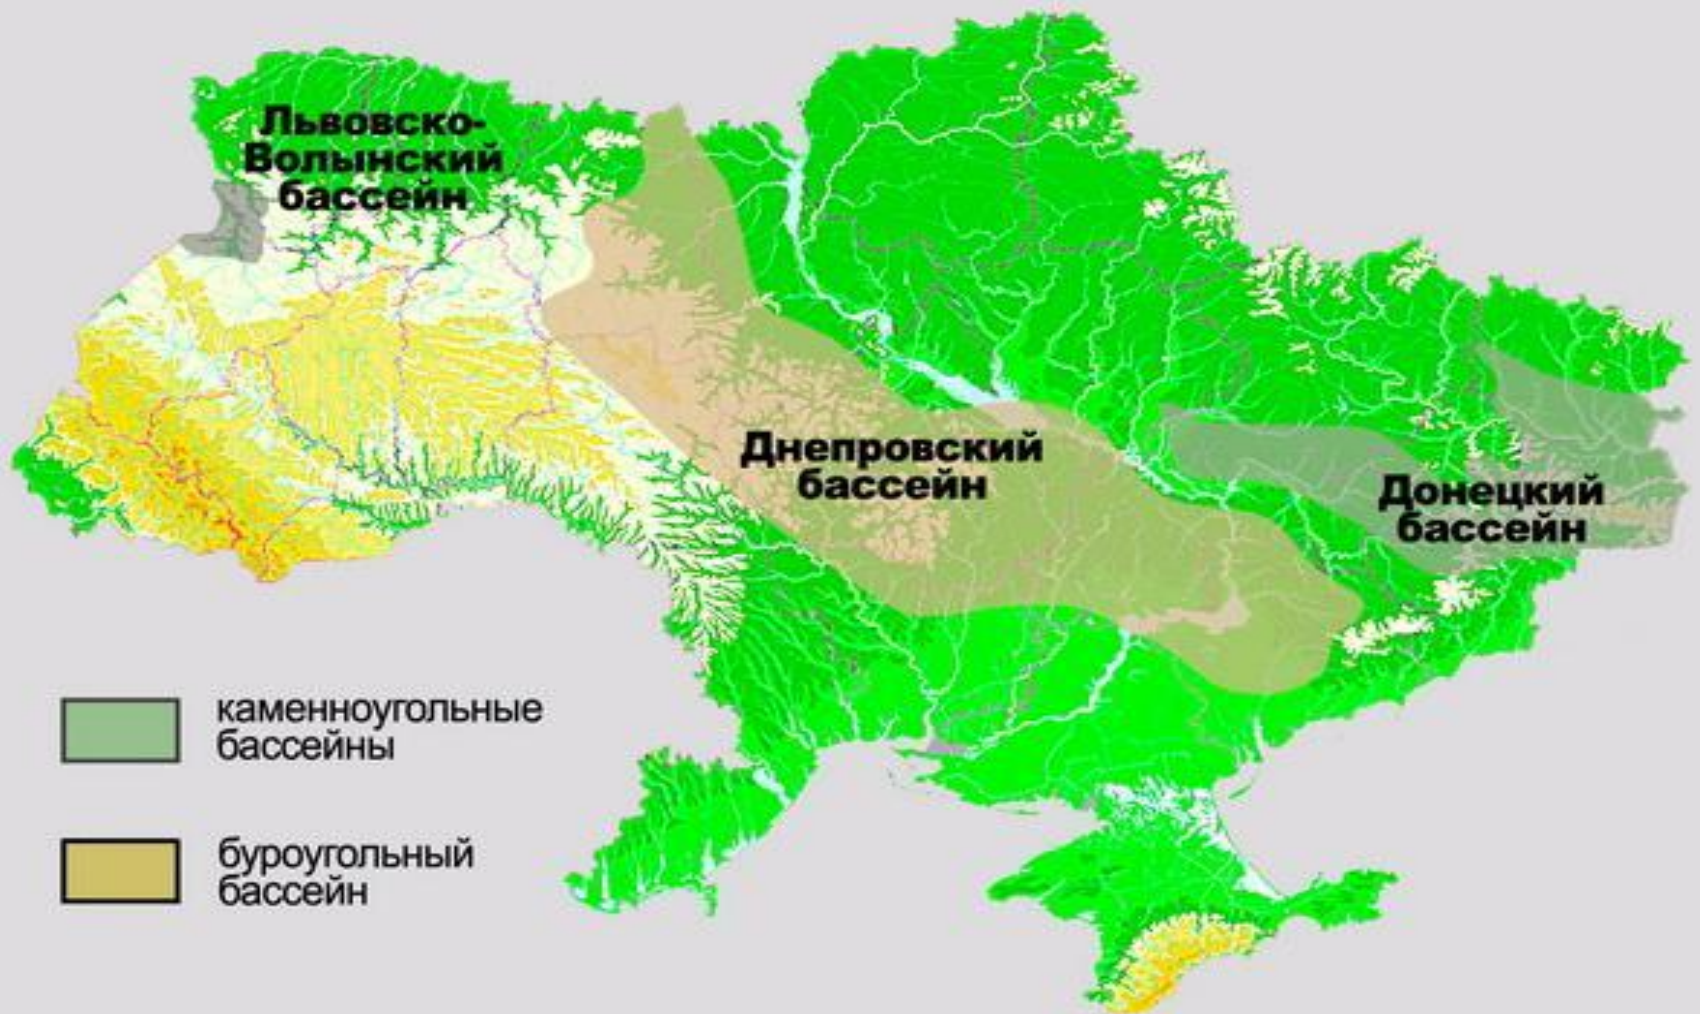 Львовско-
Волынский
бассейн
Днепровский
бассейн
Донецкий
бассейн
каменноугольные
бассейны
буроугольный
бассейн